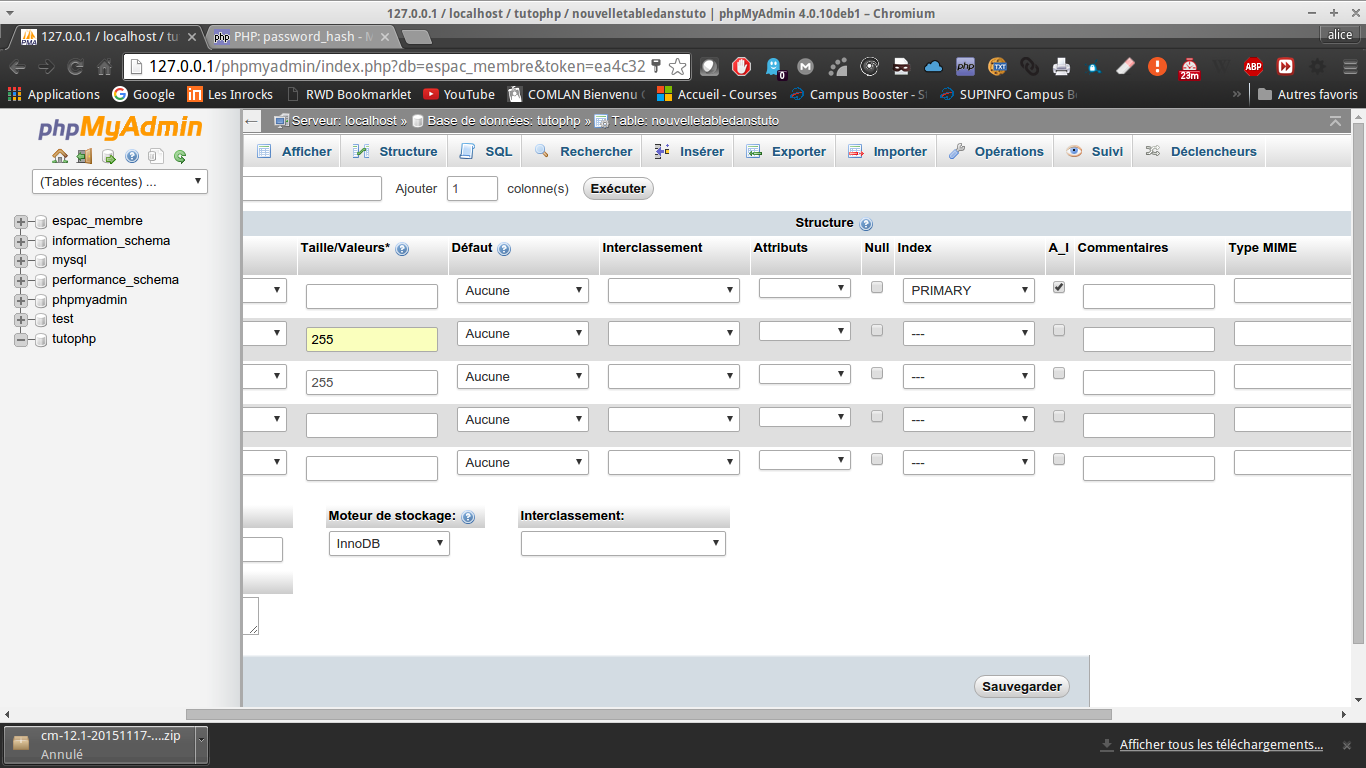 127.0.0.1 / localhost / tutophp / nouvelletabledanstuto | phpMyAdmin 4.0.10deb1 – Chromium
127.0.0.1 / localhost / tu
php PHP: password_hash - M
alice
127.0.0.1/phpmyadmin/index.php?db=espac_membre&token=ea4c32
0 M php TXT 23m ABP
Applications Google Les Inrocks RWD Bookmarklet YouTube COMLAN Bienvenu Accueil - Courses Campus Booster - S SUPINFO Campus B » Autres favoris
phpMyAdmin
(Tables récentes) ...
espac_membre
information_schema
mysql
performance_schema
phpmyadmin
test
tutophp
Serveur: localhost » Base de données: tutophp » Table: nouvelletabledanstuto
Afficher Structure SQL Rechercher Insérer Exporter Importer Opérations Suivi Déclencheurs
Ajouter 1 colonne(s) Exécuter
Structure
Taille/Valeurs* Défaut Interclassement Attributs Null Index A_I Commentaires Type MIME
Aucune PRIMARY
255 Aucune ---
255 Aucune ---
Aucune ---
Aucune ---
Moteur de stockage: Interclassement:
InnoDB
Sauvegarder
cm-12.1-20151117-....zip
Annulé
Afficher tous les téléchargements...